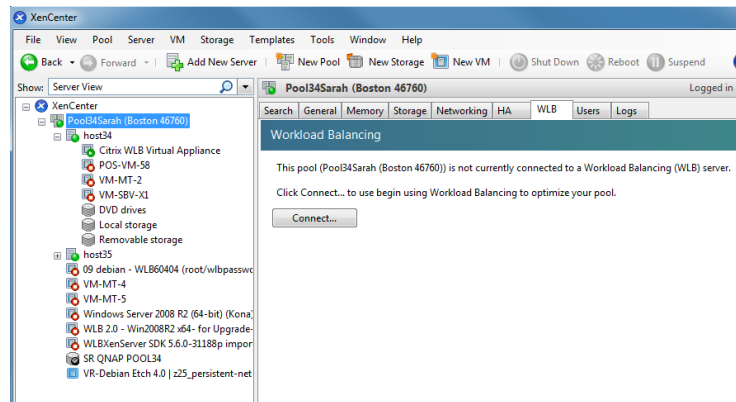 XenCenter
File View Pool Server VM Storage Templates Tools Window Help
Back Forward Add New Server New Pool New Storage New VM Shut Down Reboot Suspend
Show: Server View
Pool34Sarah (Boston 46760) Logged in
Search General Memory Storage Networking HA WLB Users Logs
XenCenter
Pool34Sarah (Boston 46760)
host34
Citrix WLB Virtual Appliance
POS-VM-58
VM-MT-2
VM-SBV-X1
DVD drives
Local storage
Removable storage
host35
09 debian - WLB60404 (root/wlbpasswo
VM-MT-4
VM-MT-5
Windows Server 2008 R2 (64-bit) (Kona)
WLB 2.0 - Win2008R2 x64- for Upgrade-
WLBXenServer SDK 5.6.0-31188p impor
SR QNAP POOL34
VR-Debian Etch 4.0 | z25_persistent-net
Workload Balancing
This pool (Pool34Sarah (Boston 46760)) is not currently connected to a Workload Balancing (WLB) server.
Click Connect... to use begin using Workload Balancing to optimize your pool.
Connect...